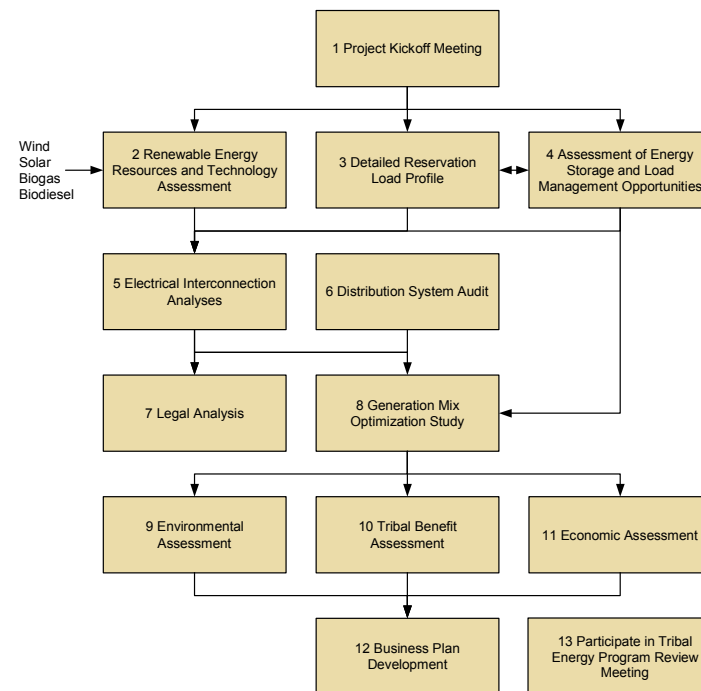 1 Project Kickoff Meeting
Wind
Solar
Biogas
Biodiesel
2 Renewable Energy
Resources and Technology
Assessment
3 Detailed Reservation
Load Profile
4 Assessment of Energy
Storage and Load
Management Opportunities
5 Electrical Interconnection
Analyses
6 Distribution System Audit
7 Legal Analysis
8 Generation Mix
Optimization Study
9 Environmental
Assessment
10 Tribal Benefit
Assessment
11 Economic Assessment
12 Business Plan
Development
13 Participate in Tribal
Energy Program Review
Meeting